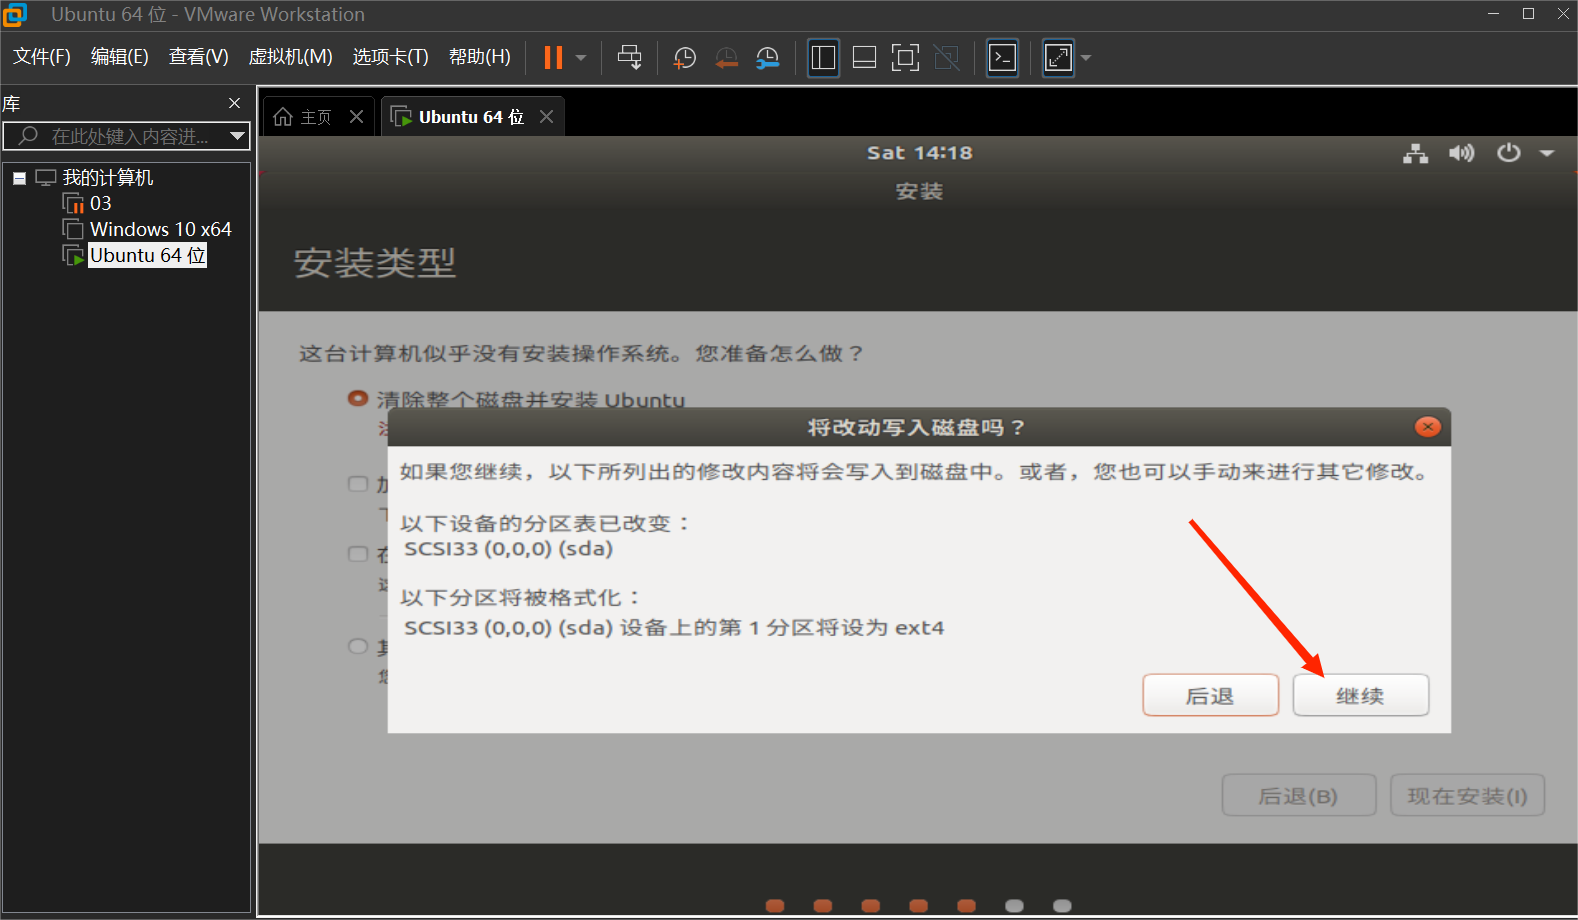 Ubuntu 64 位 - VMware Workstation
文件(F) 编辑(E) 查看(V) 虚拟机(M) 选项卡(T) 帮助(H)
库
在此处键入内容进...
我的计算机
03
Windows 10 x64
Ubuntu 64 位
主页
Ubuntu 64 位
Sat 14:18
安装
安装类型
这台计算机似乎没有安装操作系统。您准备怎么做？
清除整个磁盘并安装 Ubuntu
将改动写入磁盘吗？
如果您继续，以下所列出的修改内容将会写入到磁盘中。或者，您也可以手动来进行其它修改。
以下设备的分区表已改变：
SCSI33 (0,0,0) (sda)
以下分区将被格式化：
SCSI33 (0,0,0) (sda) 设备上的第 1 分区将设为 ext4
后退
继续
后退(B)
现在安装(I)